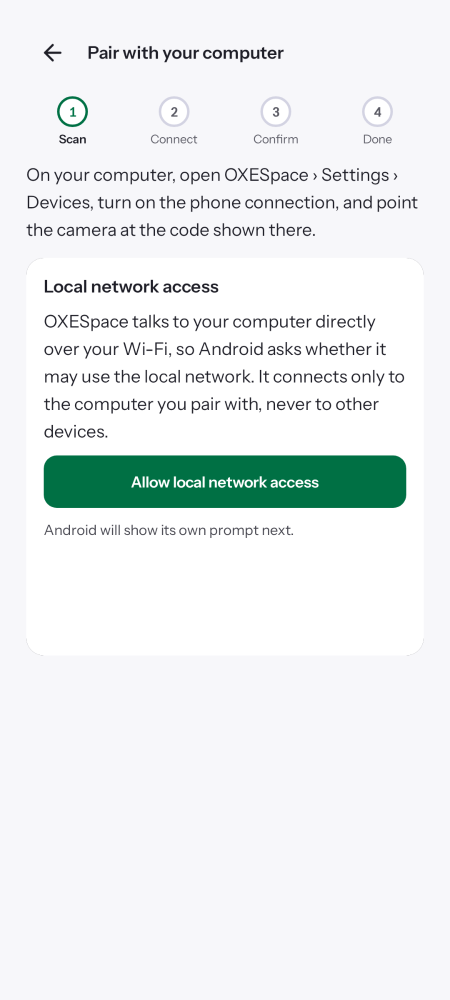 Pair with your computer
1
2
3
4
Scan
Connect
Confirm
Done
On your computer, open OXESpace › Settings ›
Devices, turn on the phone connection, and point
the camera at the code shown there.
Local network access
OXESpace talks to your computer directly
over your Wi-Fi, so Android asks whether it
may use the local network. It connects only to
the computer you pair with, never to other
devices.
Allow local network access
Android will show its own prompt next.